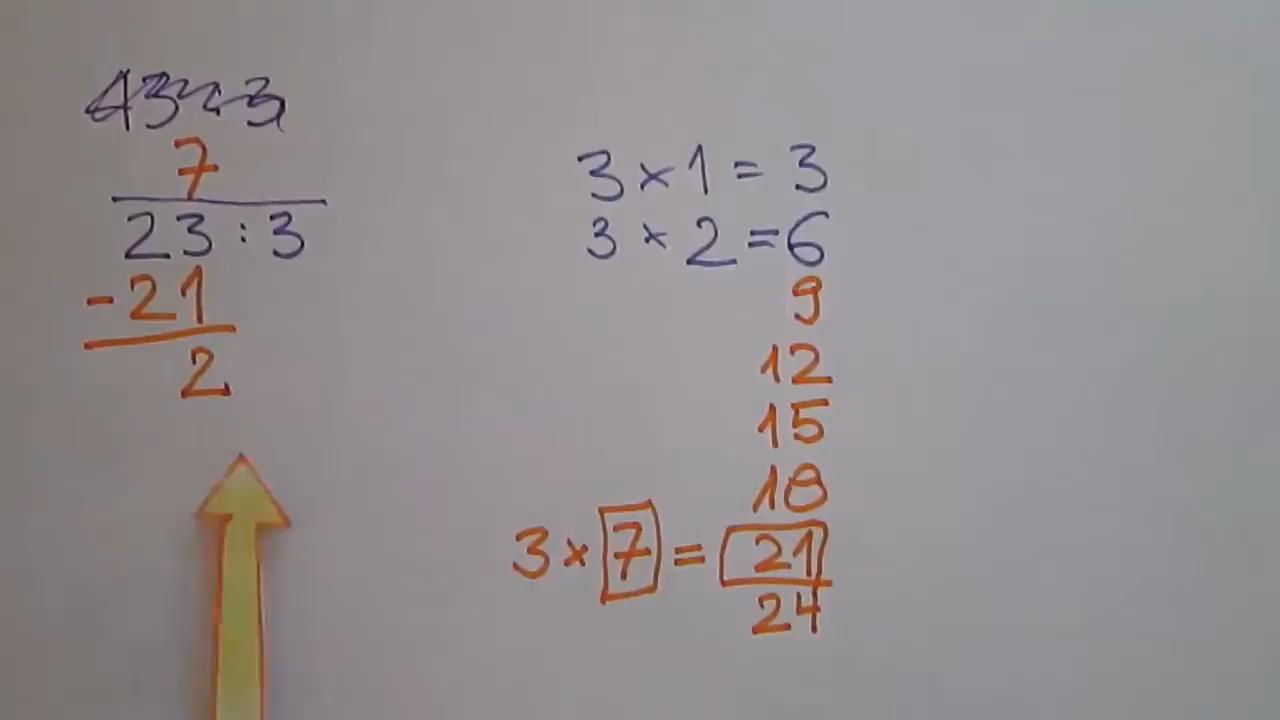 7
23 : 3
- 21
2
3 × 1 = 3
3 × 2 = 6
9
12
15
18
3 × 7 = 21
24